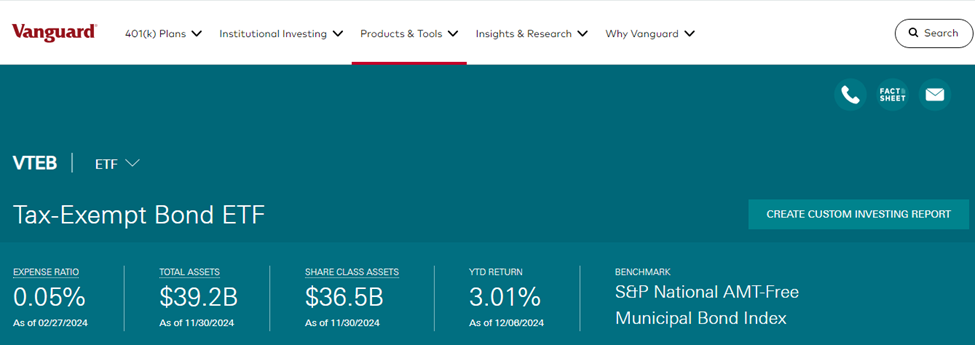 Vanguard®
401(k) Plans
Institutional Investing
Products & Tools
Insights & Research
Why Vanguard
Search
FACT
SHEET
VTEB
ETF
Tax-Exempt Bond ETF
CREATE CUSTOM INVESTING REPORT
EXPENSE RATIO
0.05%
As of 02/27/2024
TOTAL ASSETS
$39.2B
As of 11/30/2024
SHARE CLASS ASSETS
$36.5B
As of 11/30/2024
YTD RETURN
3.01%
As of 12/06/2024
BENCHMARK
S&P National AMT-Free
Municipal Bond Index